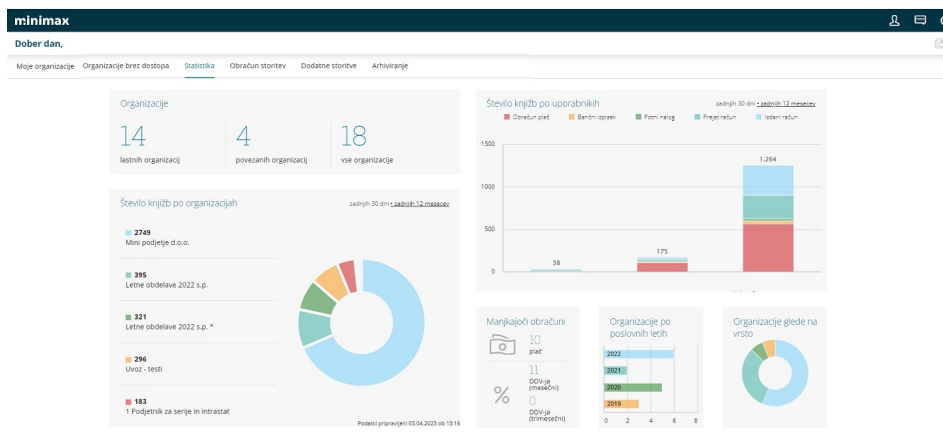 minimax
Dober dan,
Moje organizacije Organizacije brez dostopa Statistika Obračun storitev Dodatne storitve Arhiviranje
Organizacije
14 4 18
lastnih organizacij povezanih organizacij vse organizacije
Število knjižb po organizacijah zadnjih 30 dni • zadnjih 12 mesecev
2749
Mini podjetje d.o.o.
395
Letne obdelave 2022 s.p.
321
Letne obdelave 2022 s.p. *
296
Uvoz - testi
183
1 Podjetnik za serije in intrastat
Podatki pripravljeni 03.04.2023 ob 13:16
Število knjižb po uporabnikih zadnjih 30 dni • zadnjih 12 mesecev
Obračun plač Bančni izpisek Potni nalog Prejet račun Izdani račun
1500
1.264
1000
500
175
38
0
Manjkajoči obračuni
10
plač
11
DDV-ja
(mesečni)
0
DDV-ja
(trimesečni)
Organizacije po
poslovnih letih
2022
2021
2020
2019
0 2 4 6 8
Organizacije glede na
vrsto